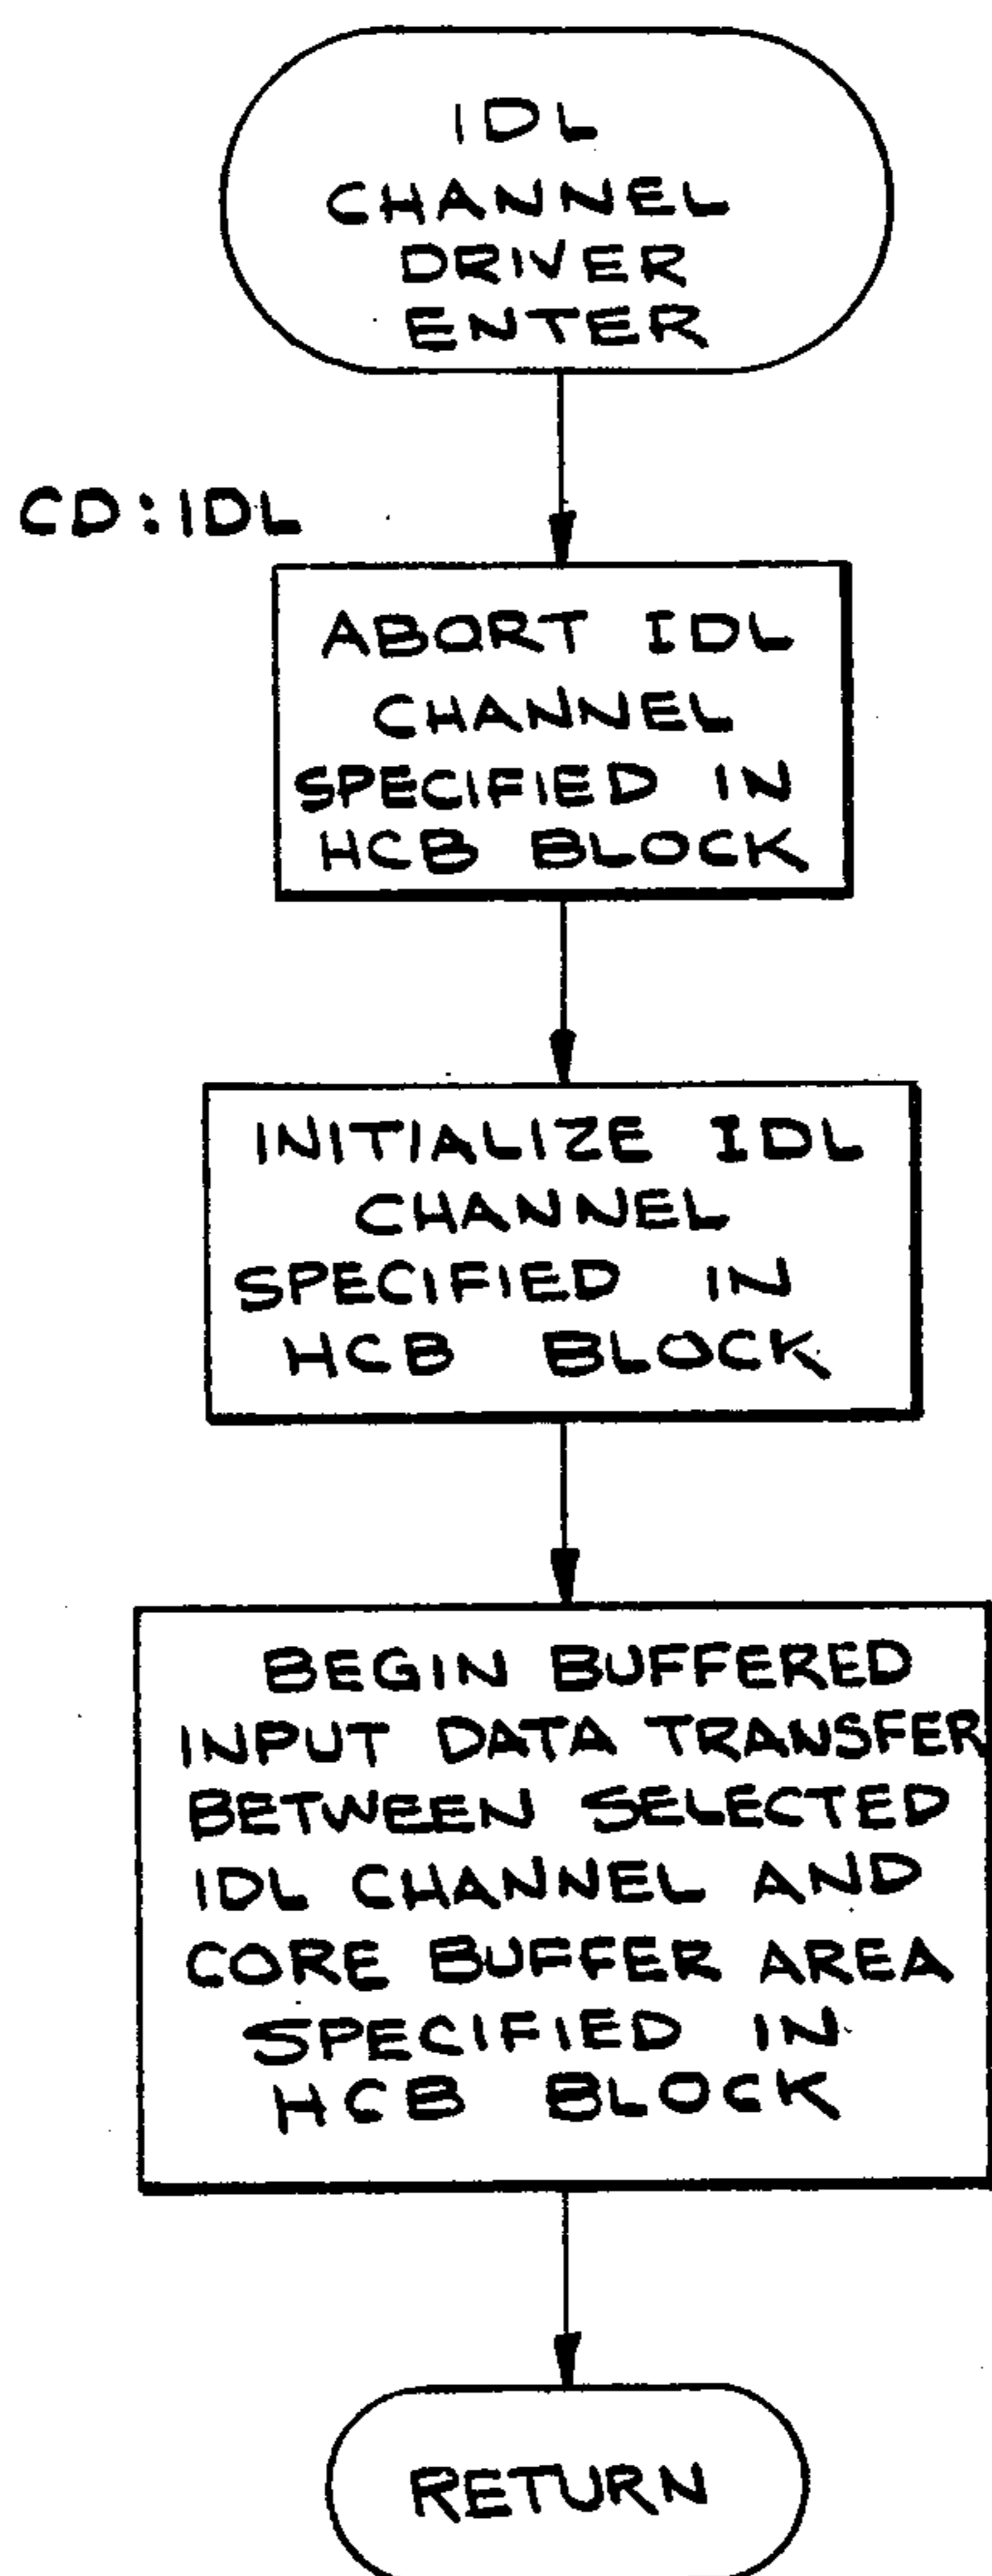 IDL
CHANNEL
DRIVER
ENTER
CD:IDL
ABORT IDL
CHANNEL
SPECIFIED IN
HCB BLOCK
INITIALIZE IDL
CHANNEL
SPECIFIED IN
HCB BLOCK
BEGIN BUFFERED
INPUT DATA TRANSFER
BETWEEN SELECTED
IDL CHANNEL AND
CORE BUFFER AREA
SPECIFIED IN
HCB BLOCK
RETURN